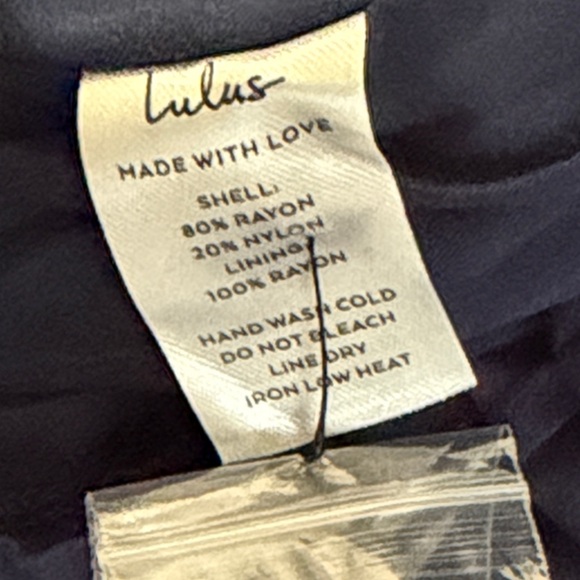 Lulus
MADE WITH LOVE
SHELL:
80% RAYON
20% NYLON
LINING:
100% RAYON
HAND WASH COLD
DO NOT BLEACH
LINE DRY
IRON LOW HEAT